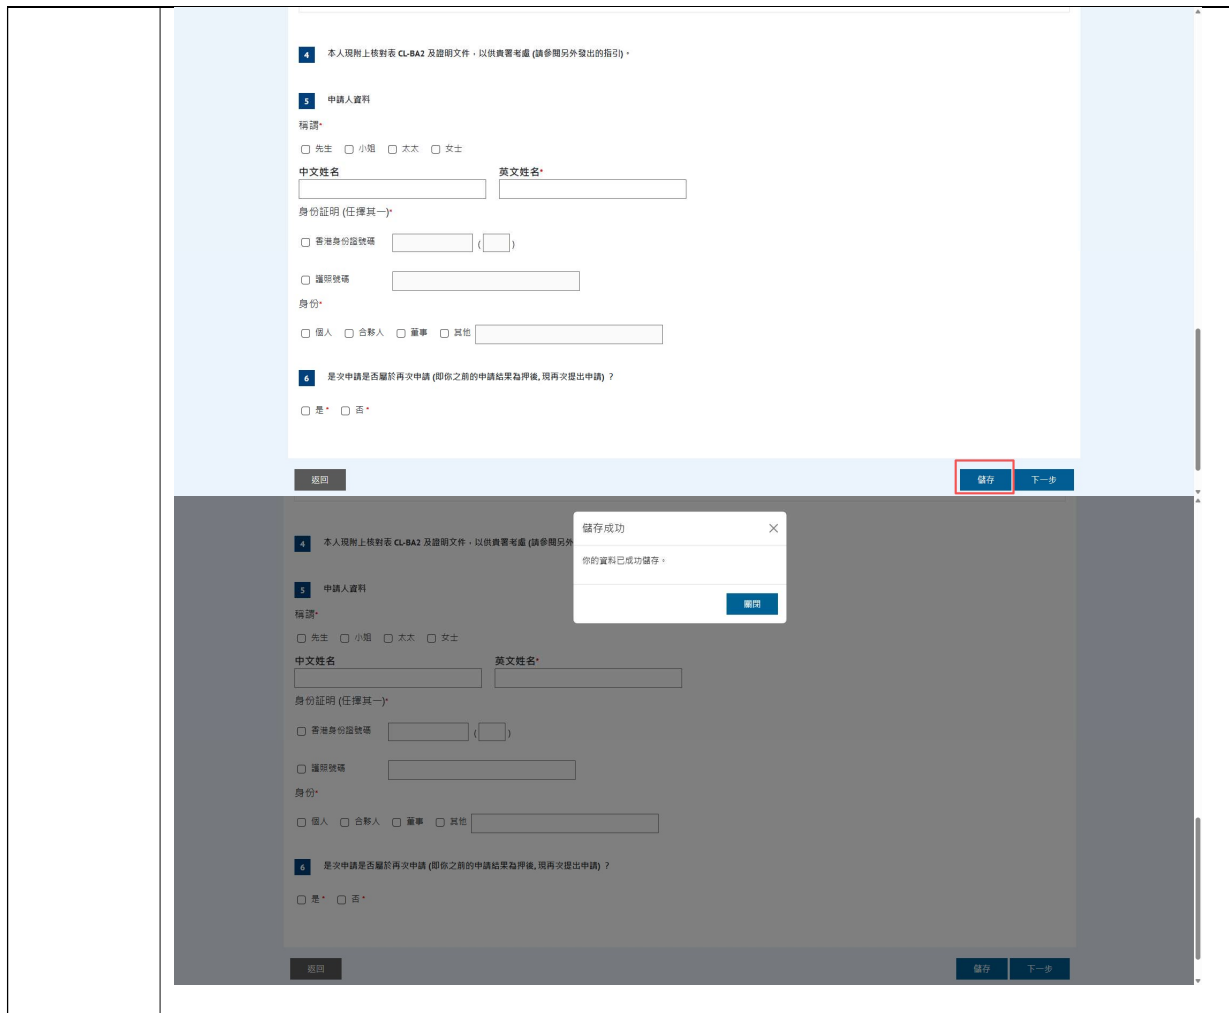 4 本人現附上核對表 CL-BA2 及證明文件，以供貴署考慮 (請參閱另外發出的指引)。
5 申請人資料
稱謂*
先生 小姐 太太 女士
中文姓名 英文姓名*
身份証明 (任擇其一)*
香港身份證號碼 ( )
護照號碼
身份*
個人 合夥人 董事 其他
6 是次申請是否屬於再次申請 (即你之前的申請結果為押後, 現再次提出申請) ？
是* 否*
返回 儲存 下一步
儲存成功
4 本人現附上核對表 CL-BA2 及證明文件，以供貴署考慮 (請參閱另外
你的資料已成功儲存。
5 申請人資料
關閉
稱謂*
先生 小姐 太太 女士
中文姓名 英文姓名*
身份証明 (任擇其一)*
香港身份證號碼 ( )
護照號碼
身份*
個人 合夥人 董事 其他
6 是次申請是否屬於再次申請 (即你之前的申請結果為押後, 現再次提出申請) ？
是* 否*
返回 儲存 下一步